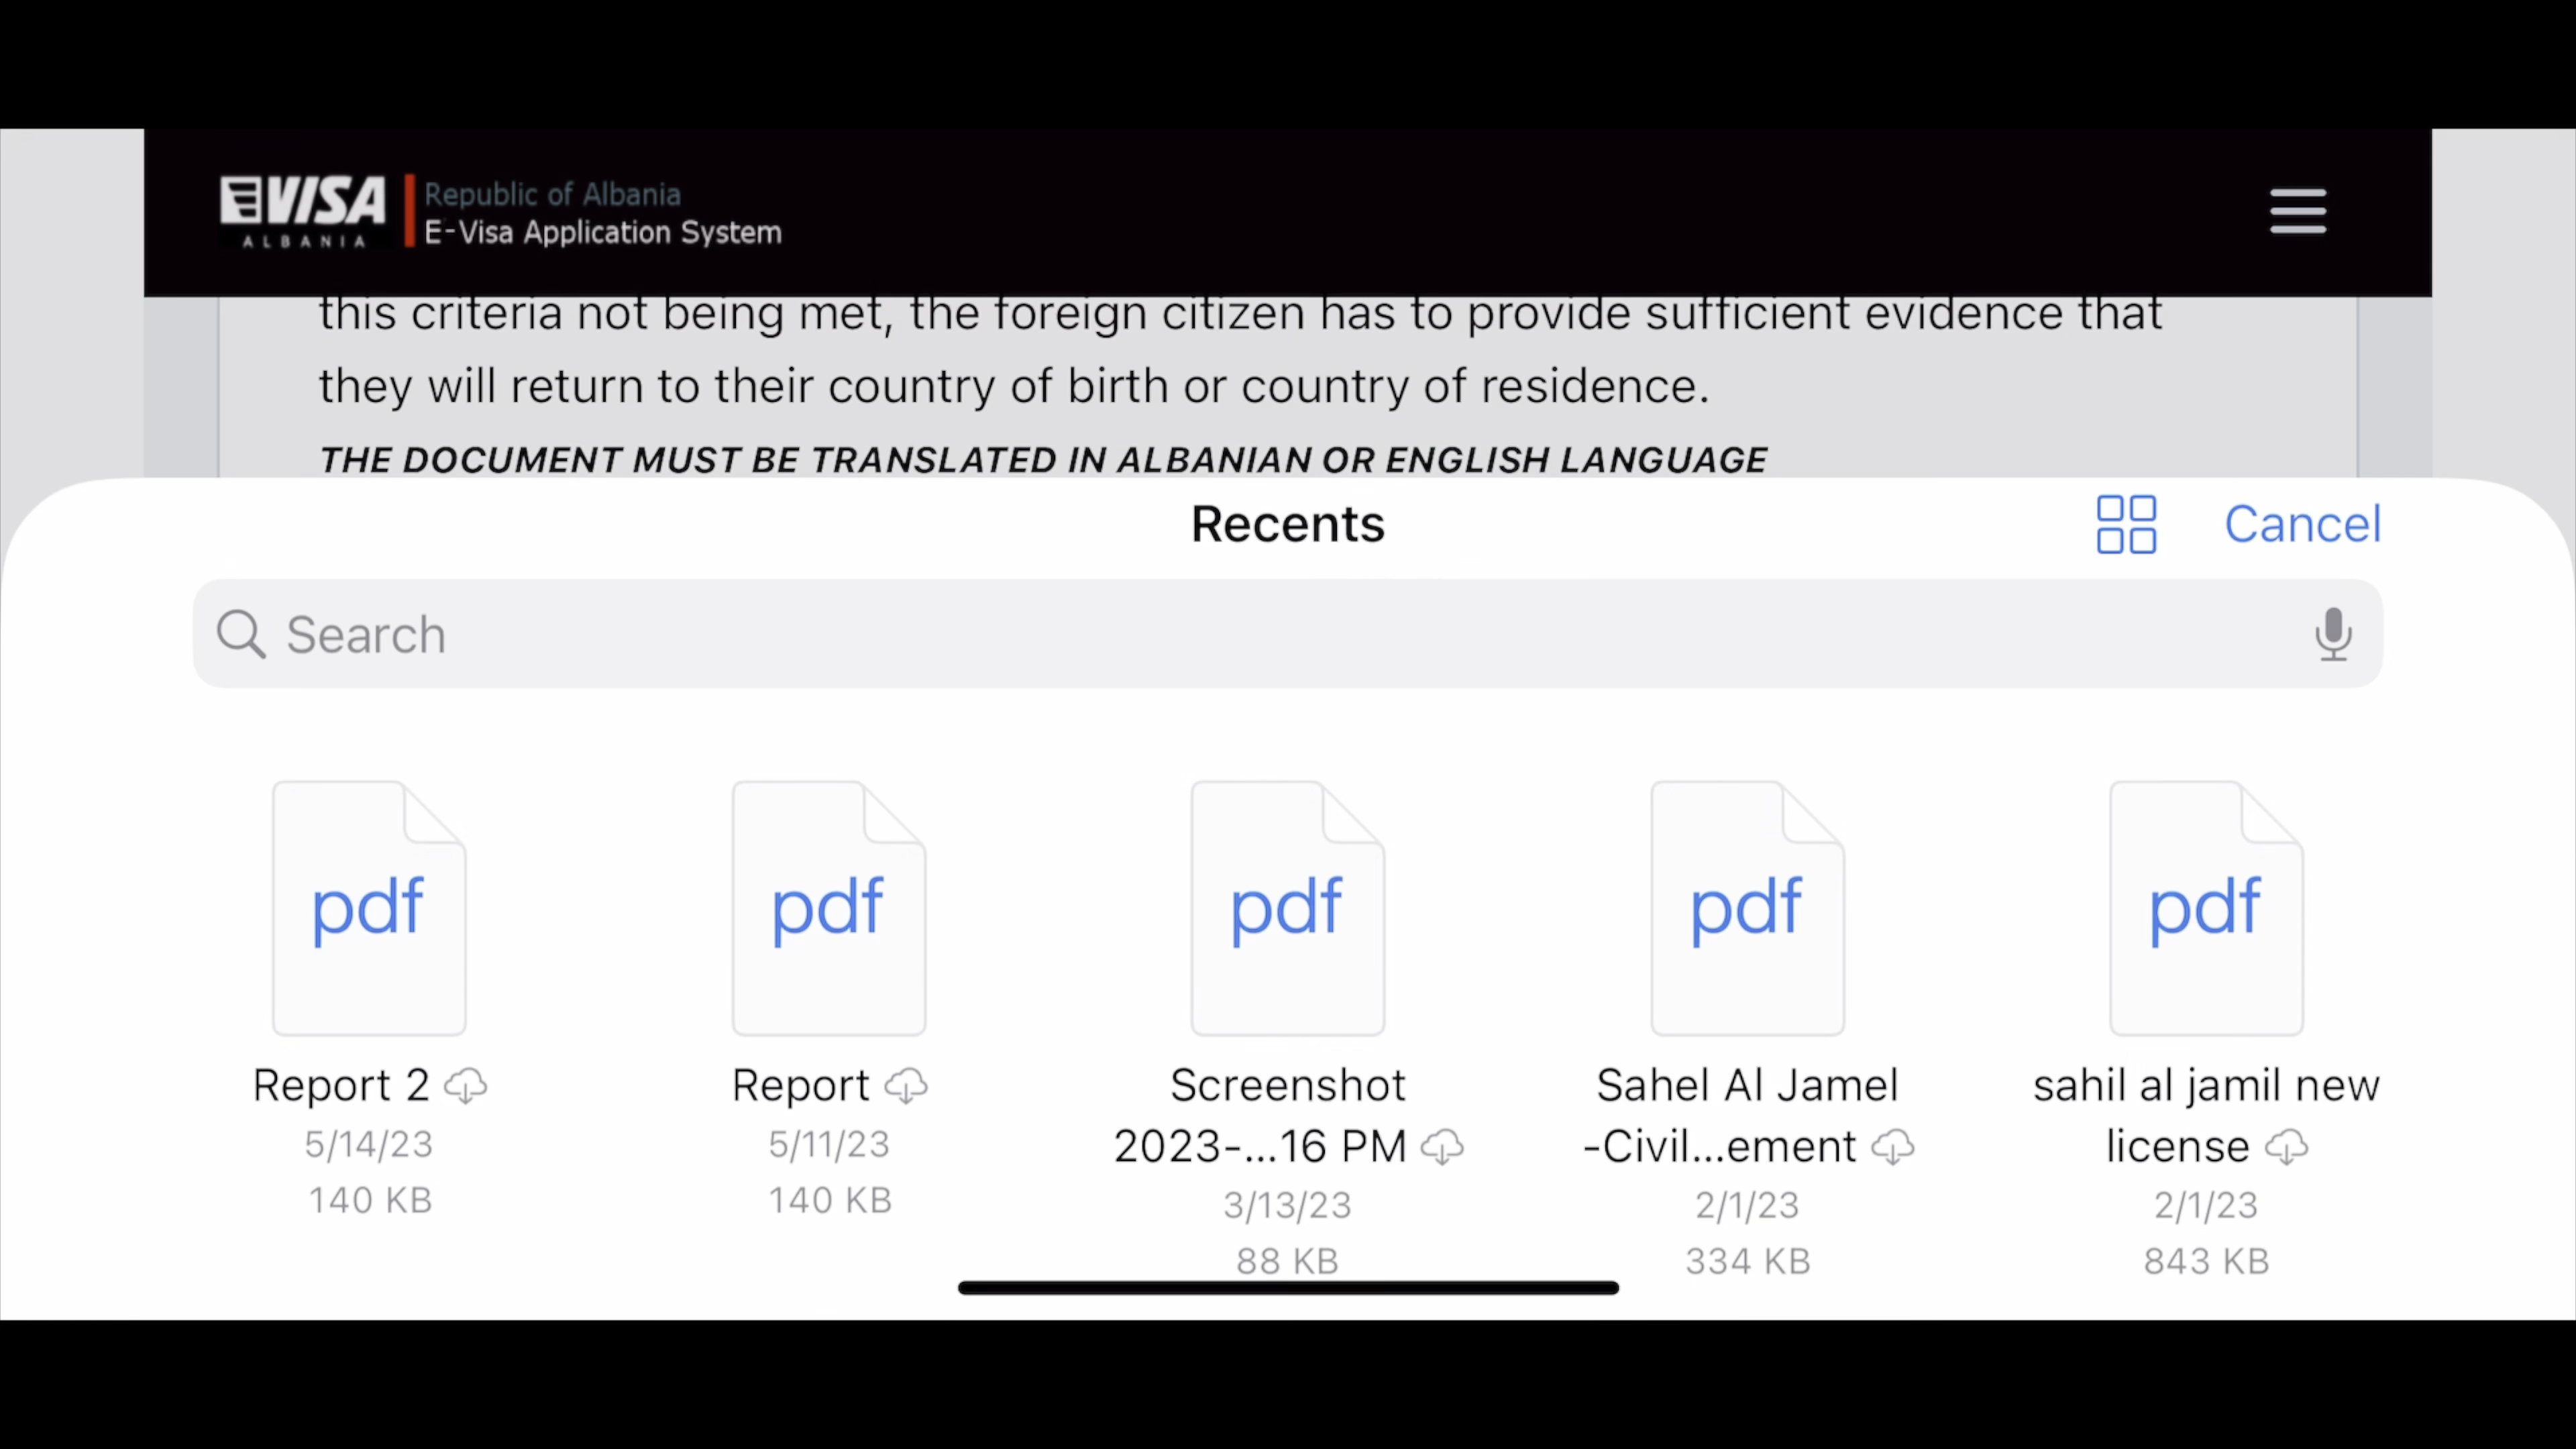 VISA
ALBANIA
Republic of Albania
E-Visa Application System
this criteria not being met, the foreign citizen has to provide sufficient evidence that
they will return to their country of birth or country of residence.
THE DOCUMENT MUST BE TRANSLATED IN ALBANIAN OR ENGLISH LANGUAGE
Recents
Cancel
Search
pdf
pdf
pdf
pdf
pdf
Report 2
5/14/23
140 KB
Report
5/11/23
140 KB
Screenshot
2023-...16 PM
3/13/23
88 KB
Sahel Al Jamel
-Civil...ement
2/1/23
334 KB
sahil al jamil new
license
2/1/23
843 KB